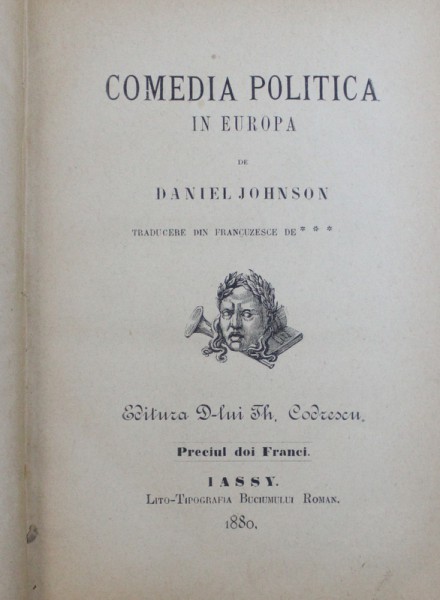 COMEDIA POLITICA
IN EUROPA
DE
DANIEL JOHNSON
TRADUCERE DIN FRANCUZESCE DE * * *
Editura D-lui Th. Codrescu.
Preciul doi Franci.
IASSY.
LITO-TIPOGRAFIA BUCIUMULUI ROMAN.
1880.